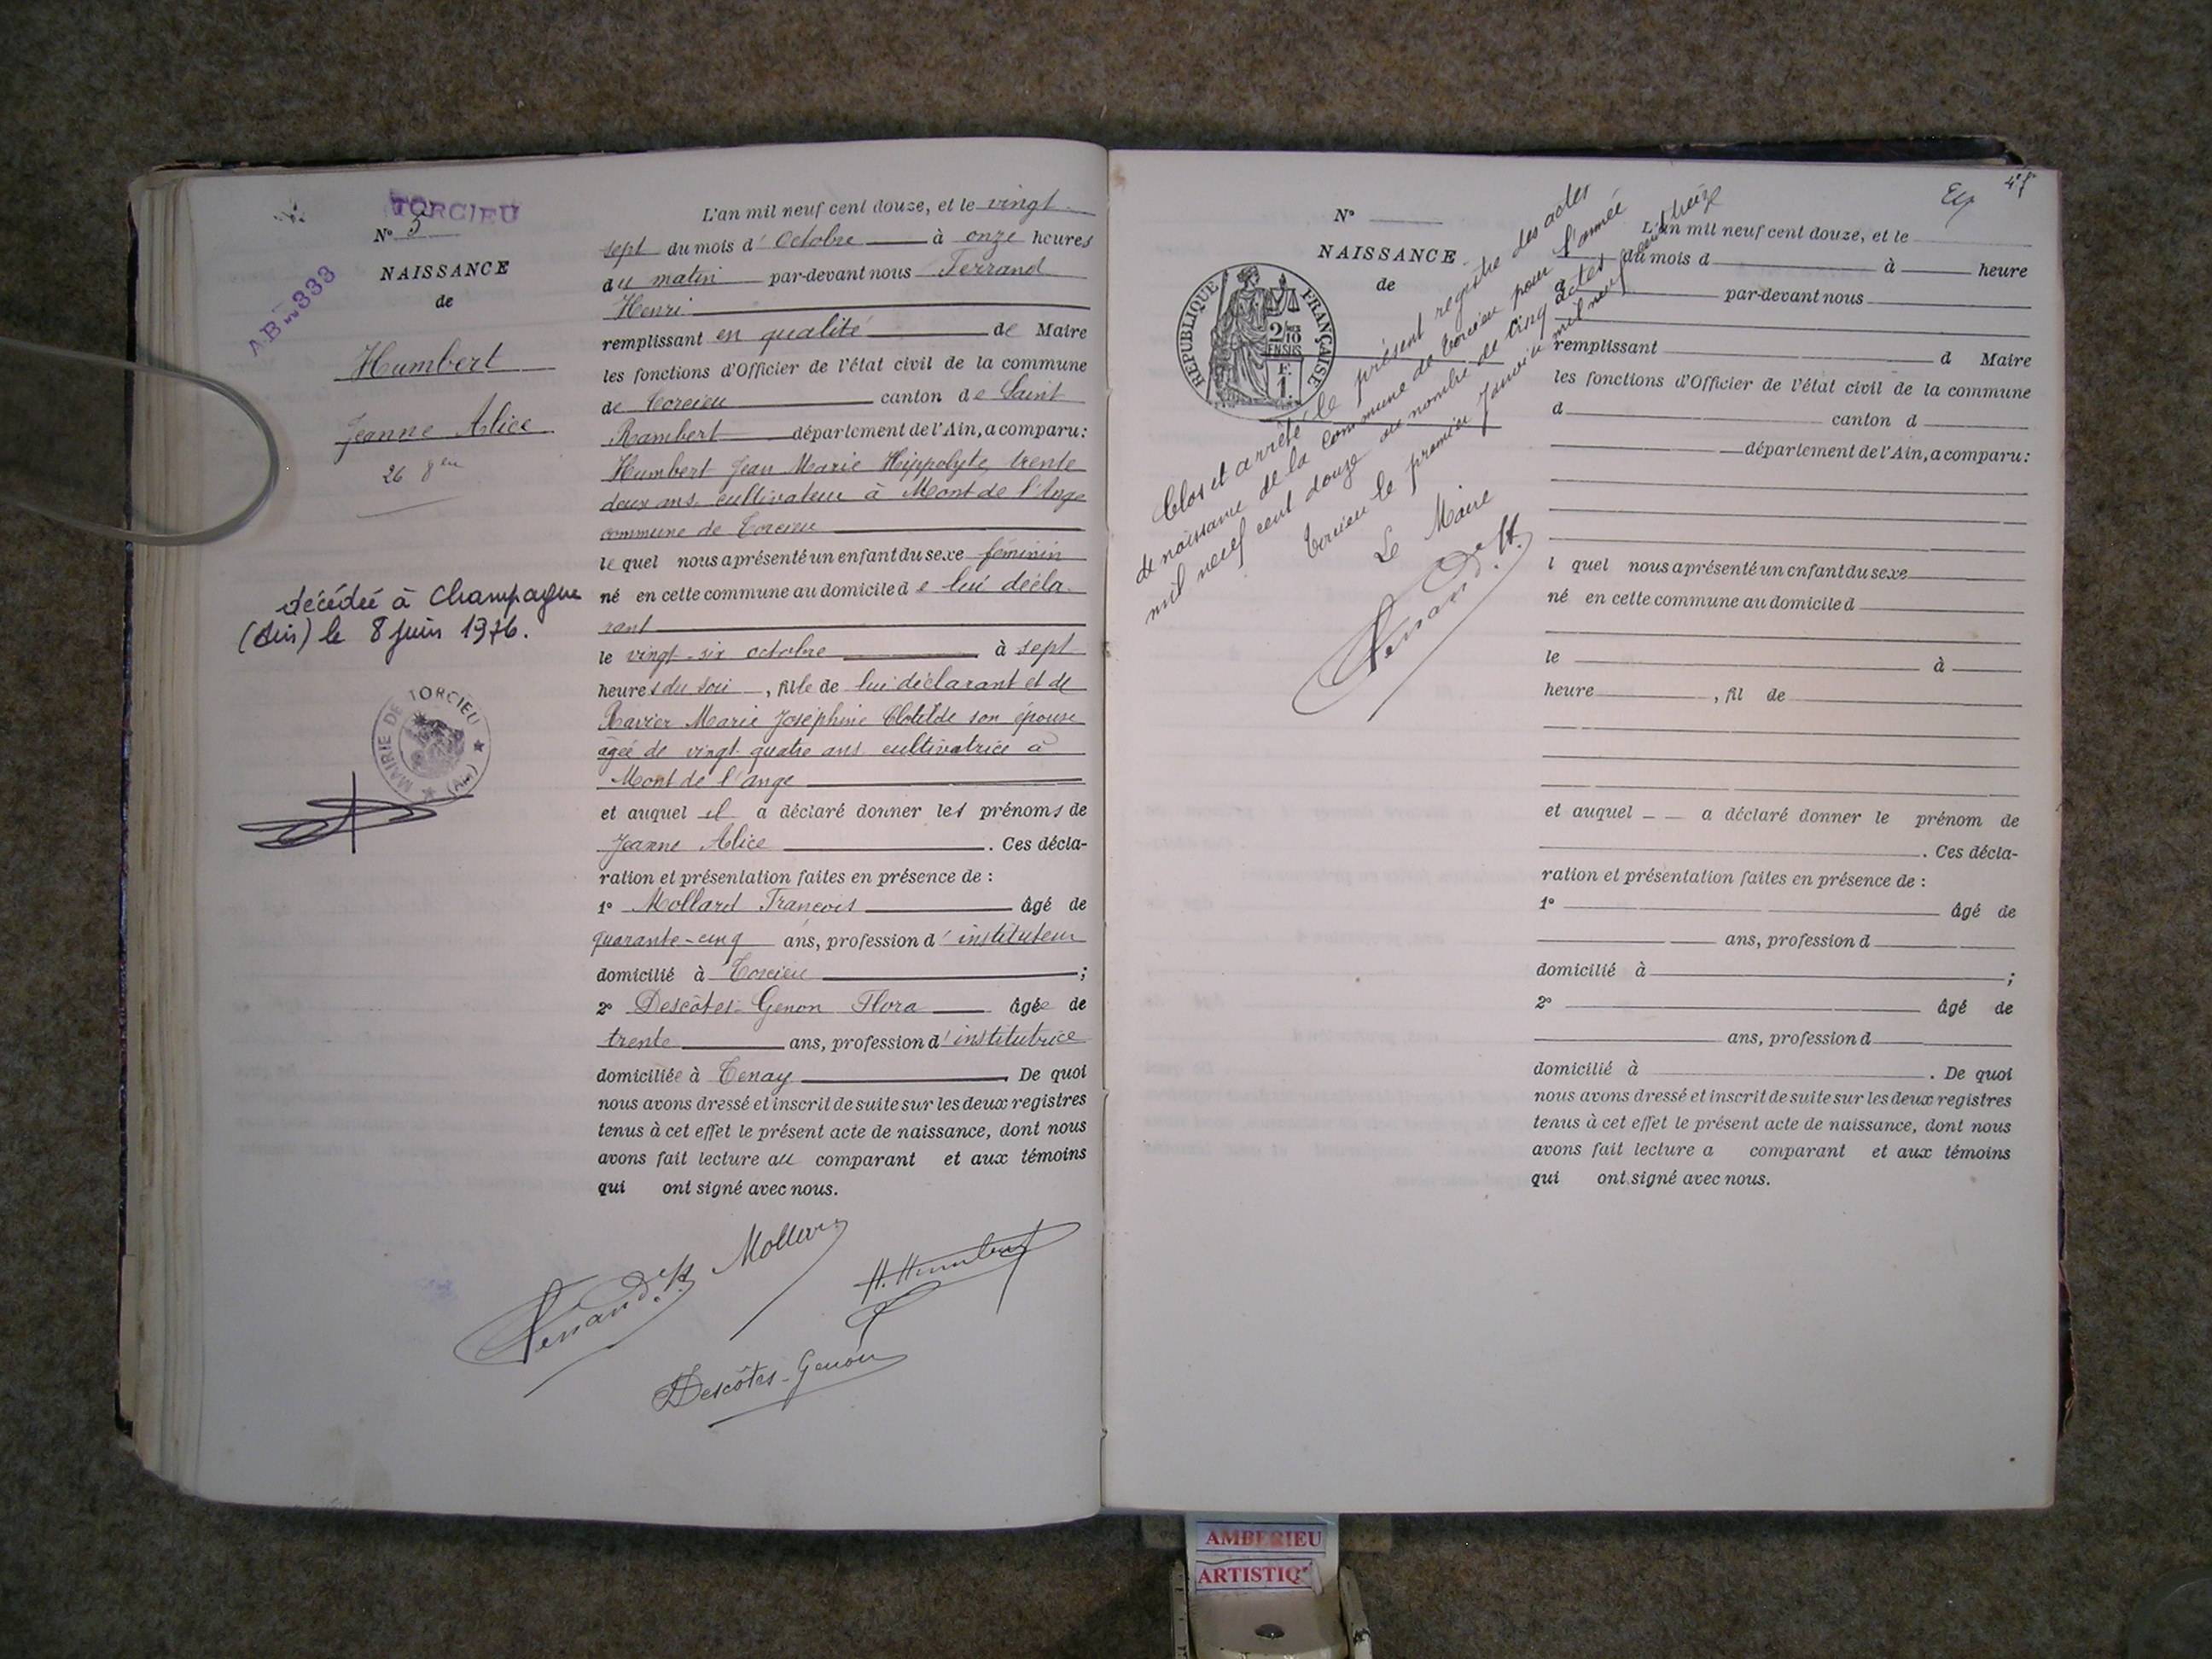 TORCIEU
N° 5
NAISSANCE
de
A.B. 333
Humbert
Jeanne Alice
26 8bre
décédée à Champagne
(Ain) le 8 juin 1976.
MAIRIE DE TORCIEU
(Ain)
L'an mil neuf cent douze, et le vingt
sept du mois d'Octobre à onze heures
du matin par-devant nous Ferrand
Henri
remplissant en qualité de Maire
les fonctions d'Officier de l'état civil de la commune
de Torcieu canton de Saint
Rambert département de l'Ain, a comparu:
Humbert Jean Marie Hippolyte, trente
deux ans, cultivateur à Mont de l'Ange
commune de Torcieu
lequel nous a présenté un enfant du sexe féminin
né en cette commune au domicile de lui décla-
rant
le vingt-six octobre à sept
heures du soir, fille de lui déclarant et de
Ravier Marie Joséphine Clotilde son épouse
âgée de vingt-quatre ans cultivatrice à
Mont de l'ange
et auquel il a déclaré donner les prénoms de
Jeanne Alice. Ces décla-
ration et présentation faites en présence de :
1° Mollard François âgé de
quarante-cinq ans, profession d'instituteur
domicilié à Torcieu ;
2° Descôtes-Genon Flora âgée de
trente ans, profession d'institutrice
domiciliée à Tenay. De quoi
nous avons dressé et inscrit de suite sur les deux registres
tenus à cet effet le présent acte de naissance, dont nous
avons fait lecture au comparant et aux témoins
qui ont signé avec nous.
Ferrand. H
Mollard
H. Humbert
Descôtes-Genon
47
N°
NAISSANCE
de
REPUBLIQUE FRANÇAISE
2/10
EN SUS
F.
1.
Clos et arrêté le présent registre des actes
de naissance de la commune de Torcieu pour l'année
mil neuf cent douze au nombre de cinq actes
Torcieu le premier Janvier mil neuf cent treize
Le Maire
Ferrand. H
L'an mil neuf cent douze, et le
du mois d à heure
par-devant nous
remplissant d Maire
les fonctions d'Officier de l'état civil de la commune
d canton d
département de l'Ain, a comparu:
l quel nous a présenté un enfant du sexe
né en cette commune au domicile d
le à
heure , fil de
et auquel a déclaré donner le prénom de
. Ces décla-
ration et présentation faites en présence de :
1° âgé de
ans, profession d
domicilié à ;
2° âgé de
ans, profession d
domicilié à . De quoi
nous avons dressé et inscrit de suite sur les deux registres
tenus à cet effet le présent acte de naissance, dont nous
avons fait lecture a comparant et aux témoins
qui ont signé avec nous.
AMBERIEU
ARTISTIQ